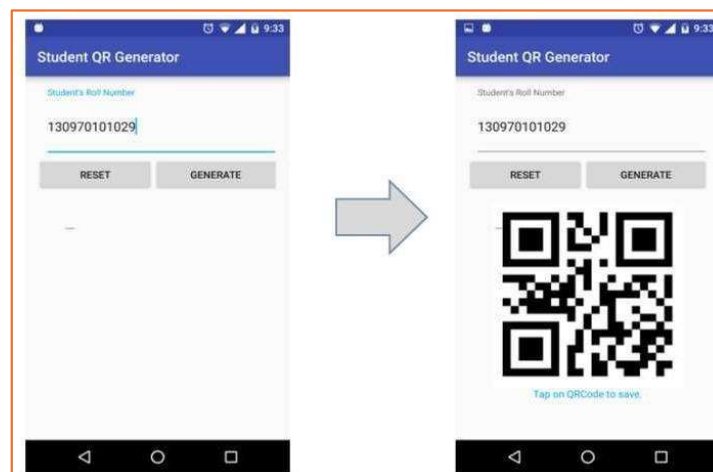 9:33
Student QR Generator
Student's Roll Number
130970101029
RESET GENERATE
9:33
Student QR Generator
Student's Roll Number
130970101029
RESET GENERATE
Tap on QRCode to save.